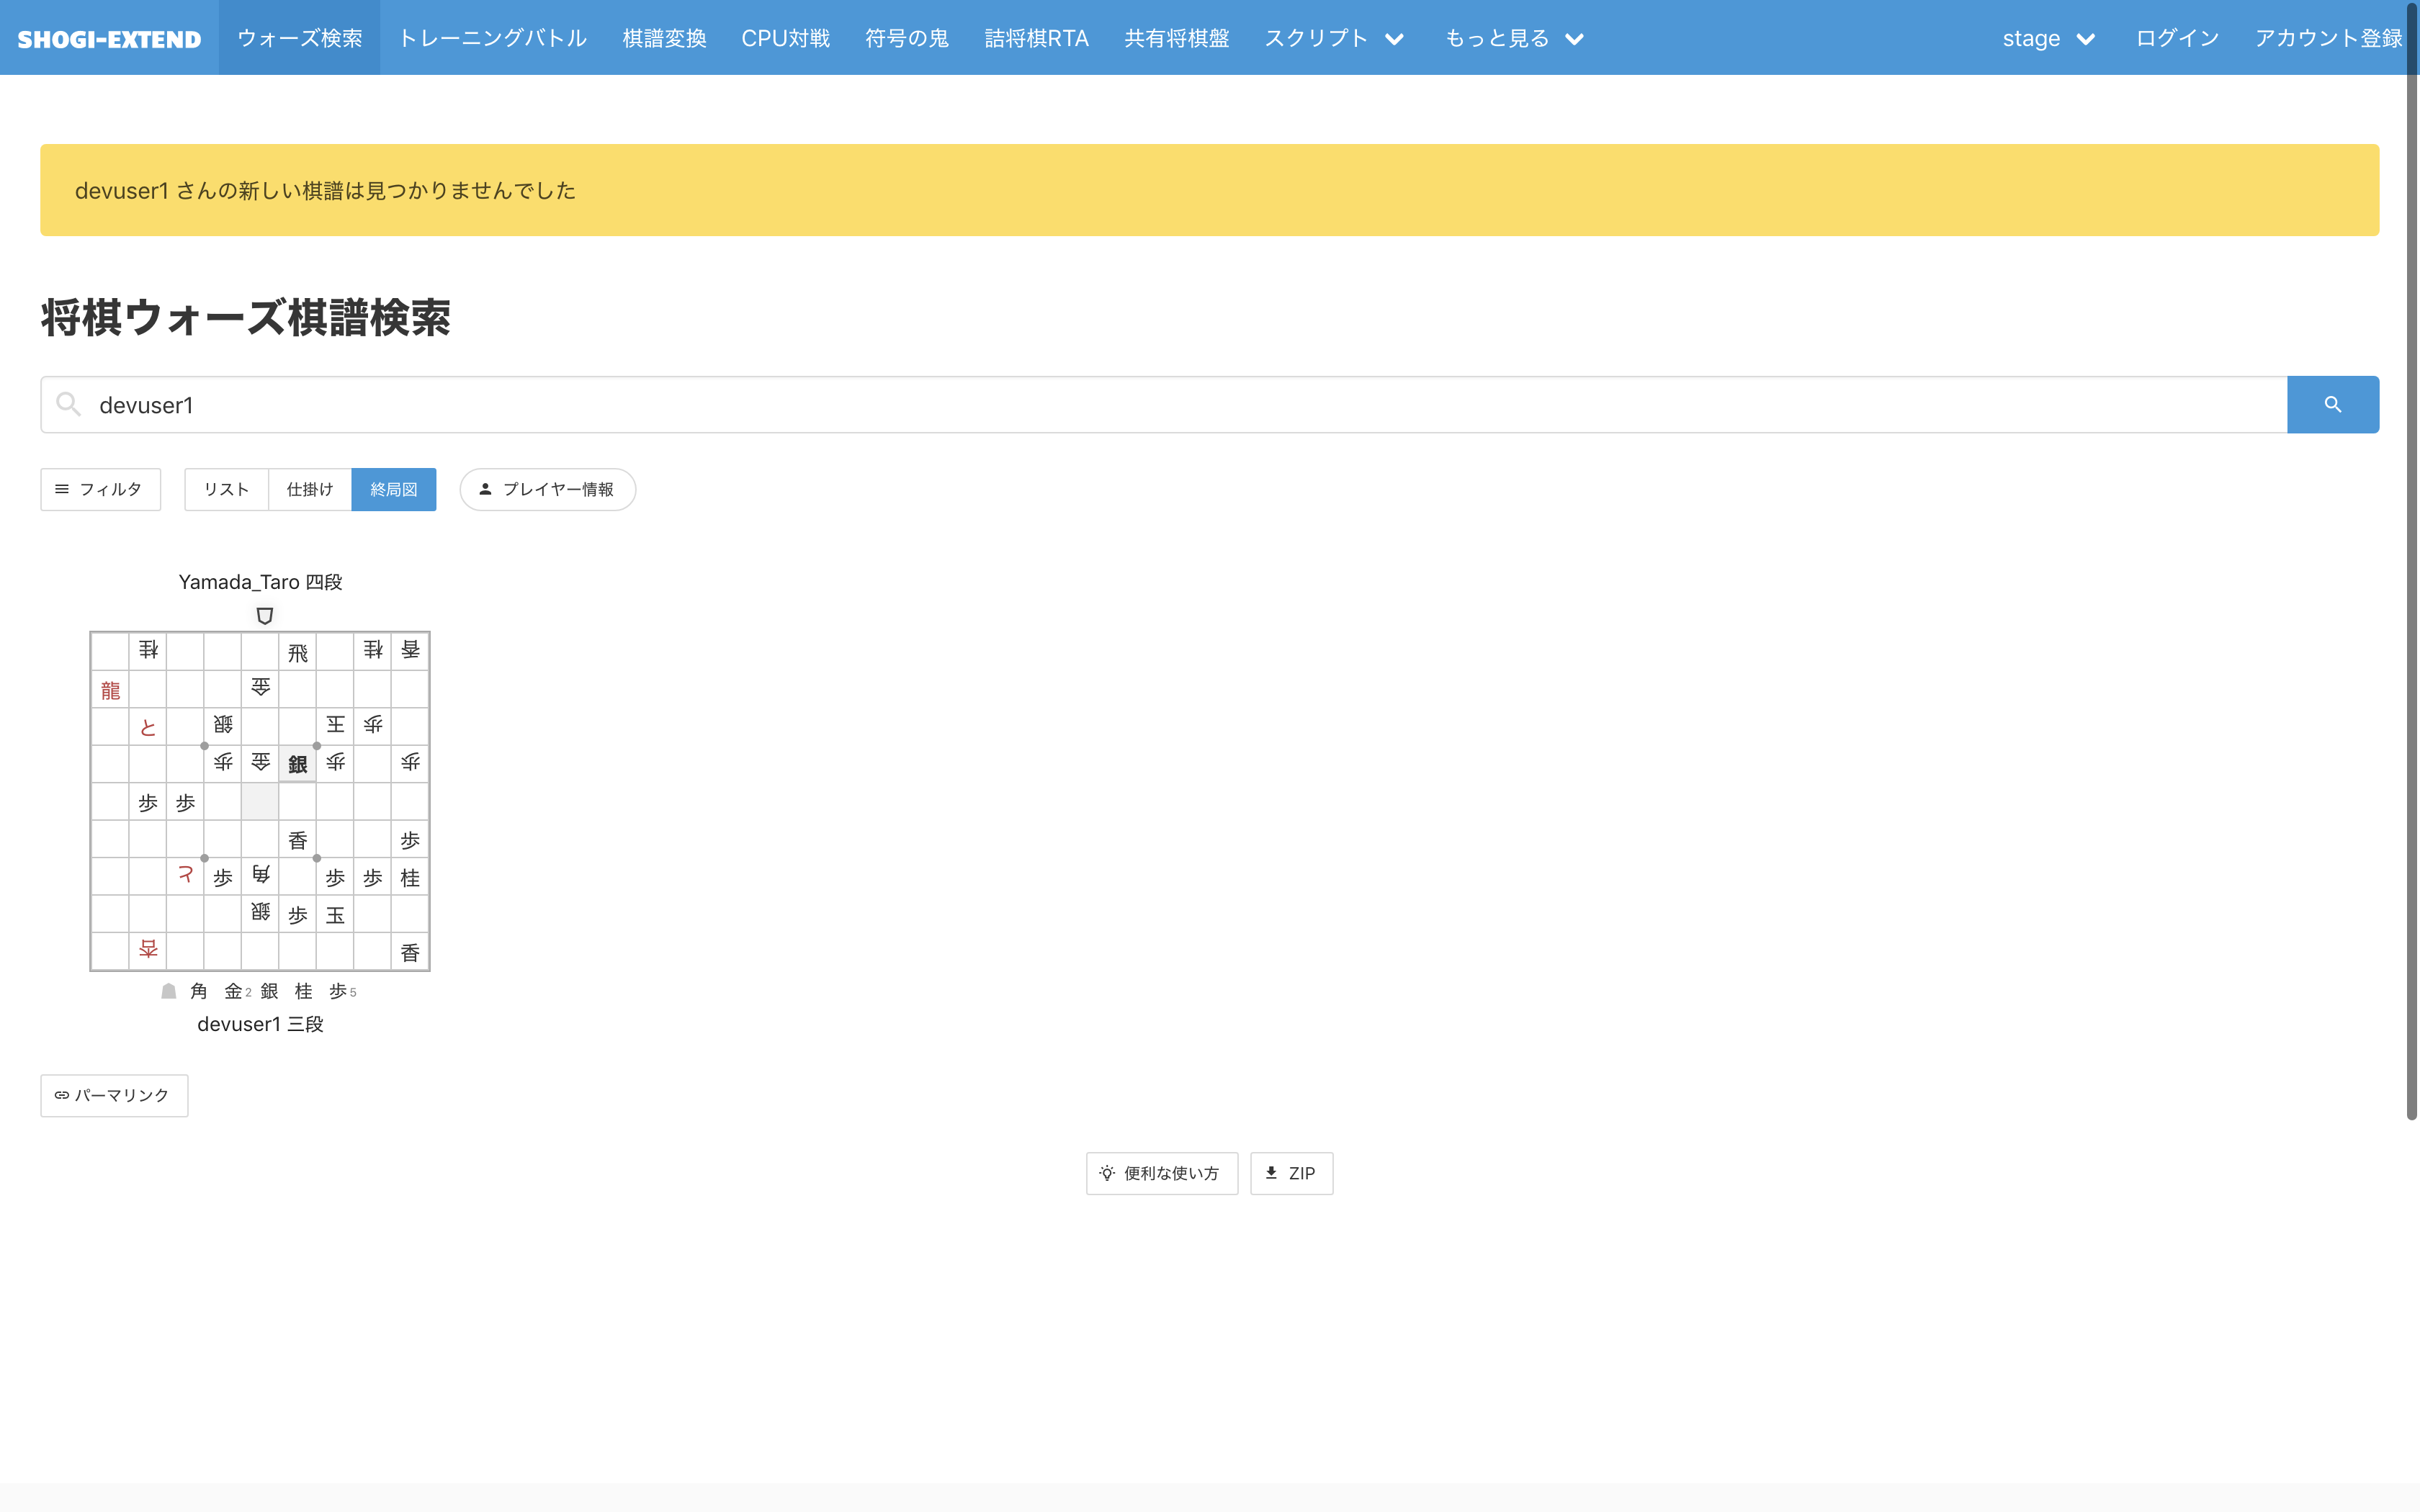 SHOGI-EXTEND ウォーズ検索 トレーニングバトル 棋譜変換 CPU対戦 符号の鬼 詰将棋RTA 共有将棋盤 スクリプト もっと見る stage ログイン アカウント登録
devuser1 さんの新しい棋譜は見つかりませんでした
将棋ウォーズ棋譜検索
devuser1
フィルタ リスト 仕掛け 終局図 プレイヤー情報
Yamada_Taro 四段
桂 飛 桂 香
龍 金
と 銀 王 歩
歩 金 銀 歩 歩
歩 歩
香 歩
と 歩 角 歩 歩 桂
銀 歩 玉
杏 香
角 金2 銀 桂 歩5
devuser1 三段
パーマリンク
便利な使い方 ZIP